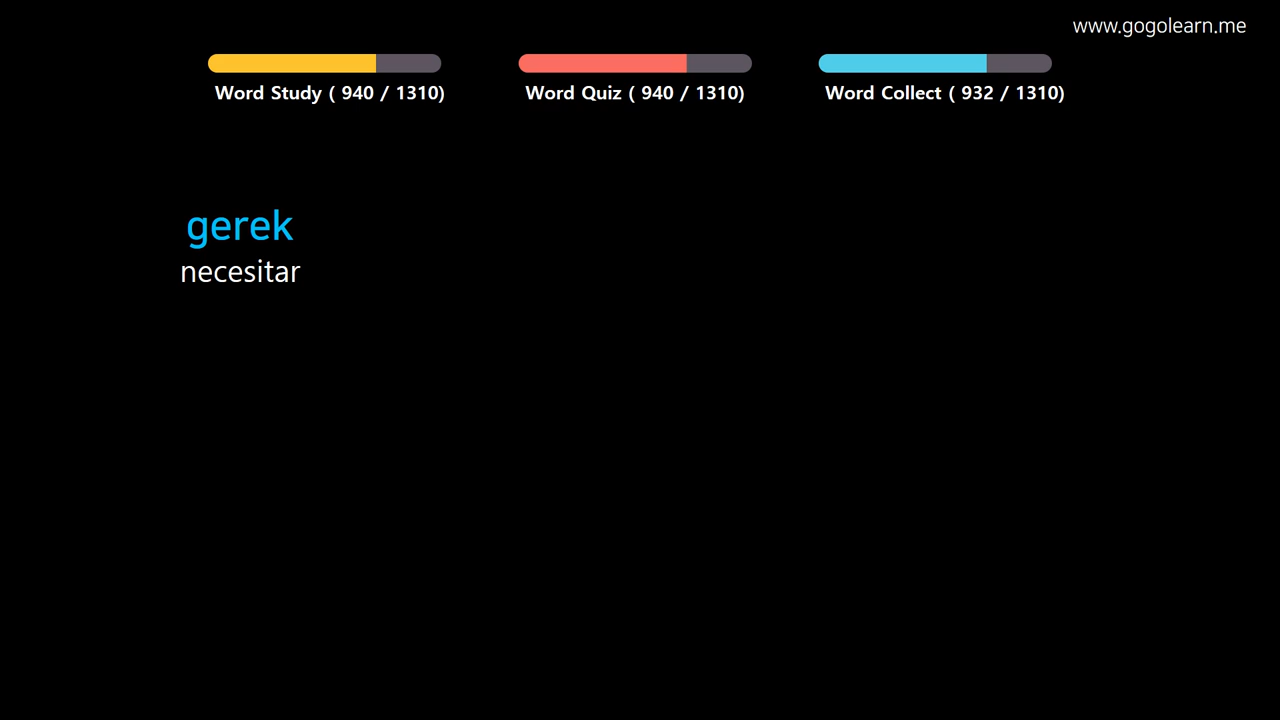 www.gogolearn.me
Word Study ( 940 / 1310)
Word Quiz ( 940 / 1310)
Word Collect ( 932 / 1310)
gerek
necesitar